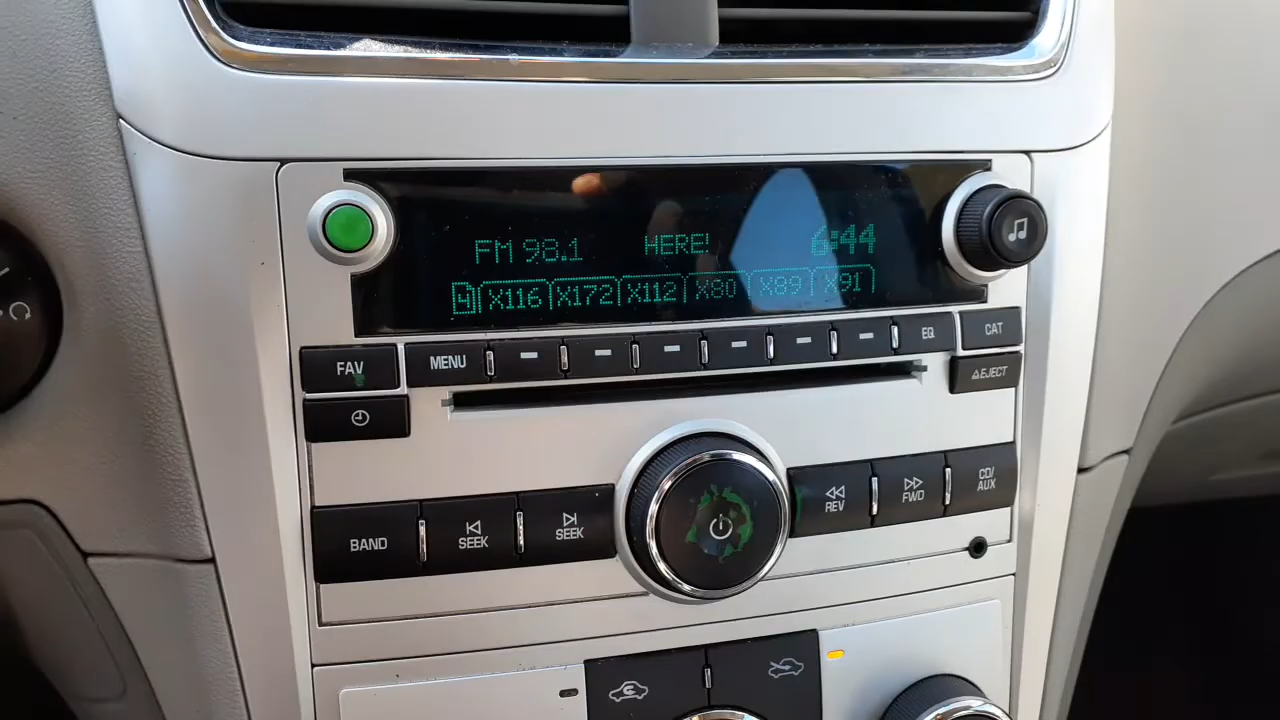 FM 98.1 HERE! 6:44
4 X116 X172 X112 X80 X89 X91
FAV MENU EQ CAT
EJECT
BAND SEEK SEEK REV FWD CD/
AUX